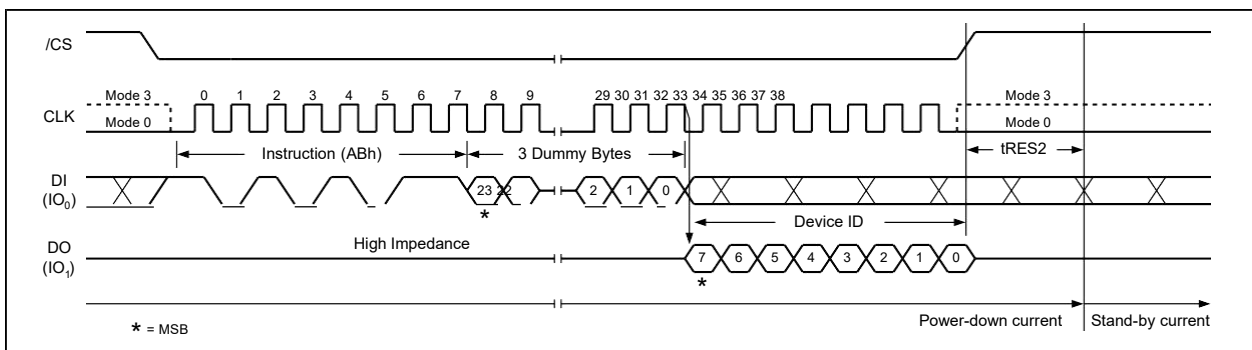 /CS
Mode 3 0 1 2 3 4 5 6 7 8 9 29 30 31 32 33 34 35 36 37 38 Mode 3
CLK
Mode 0 Mode 0
Instruction (ABh) 3 Dummy Bytes tRES2
DI
(IO0)
23 22 2 1 0
*
Device ID
High Impedance
DO
(IO1)
7 6 5 4 3 2 1 0
*
Power-down current Stand-by current
* = MSB